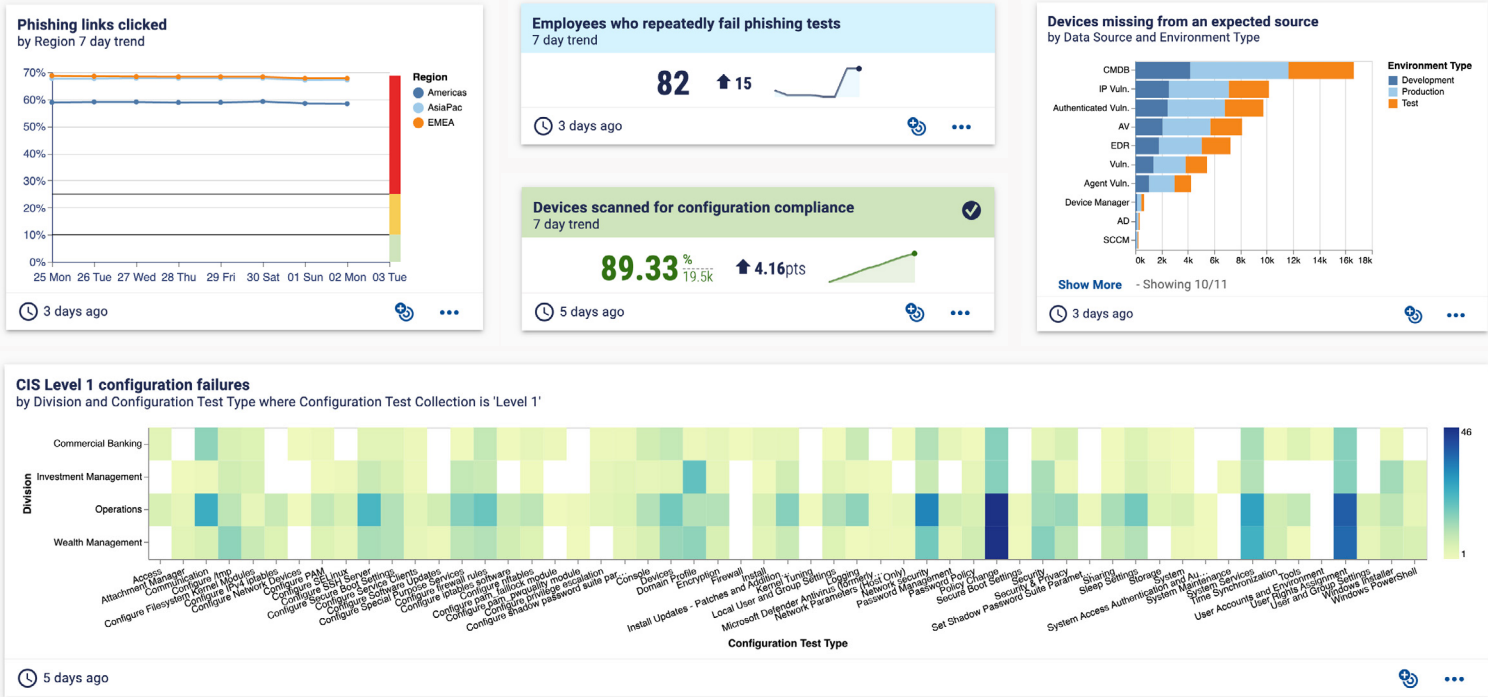 Phishing links clicked
by Region 7 day trend
70%
60%
50%
40%
30%
20%
10%
0%
25 Mon 26 Tue 27 Wed 28 Thu 29 Fri 30 Sat 01 Sun 02 Mon 03 Tue
Region
Americas
AsiaPac
EMEA
3 days ago
Employees who repeatedly fail phishing tests
7 day trend
82 15
3 days ago
Devices scanned for configuration compliance
7 day trend
89.33 % 19.5k 4.16pts
5 days ago
Devices missing from an expected source
by Data Source and Environment Type
CMDB
IP Vuln.
Authenticated Vuln.
AV
EDR
Vuln.
Agent Vuln.
Device Manager
AD
SCCM
0k 2k 4k 6k 8k 10k 12k 14k 16k 18k
Environment Type
Development
Production
Test
Show More - Showing 10/11
3 days ago
CIS Level 1 configuration failures
by Division and Configuration Test Type where Configuration Test Collection is 'Level 1'
Division
Commercial Banking
Investment Management
Operations
Wealth Management
46
1
Access
Attachment Manager
Communication
Configure /tmp
Configure Filesystem Kernel Modules
Configure IPv4 iptables
Configure Network Devices
Configure PAM
Configure SELinux
Configure SSH Server
Configure Secure Boot Settings
Configure Service Clients
Configure Software Updates
Configure Special Purpose Services
Configure firewall rules
Configure iptables software
Configure nftables
Configure pam_faillock module
Configure pam_pwquality module
Configure privilege escalation
Configure shadow password suite par...
Console
Devices
Domain Profile
Encryption
Firewall
Install
Install Updates - Patches and Addition...
Kernel Tuning
Local User and Group Settings
Logging
Microsoft Defender Antivirus
Network Parameters (Host Only)
Network security
Password Management
Password Policy
Policy Change
Secure Boot Settings
Security
Security & Privacy
Set Shadow Password Suite Paramet...
Sharing
Sleep Settings
Storage
System
System Access Authentication and Au...
System Maintenance
System Services
Time Synchronization
Tools
User Accounts and Environment
User Rights Assignment
User and Group Settings
Windows Installer
Windows PowerShell
Configuration Test Type
5 days ago